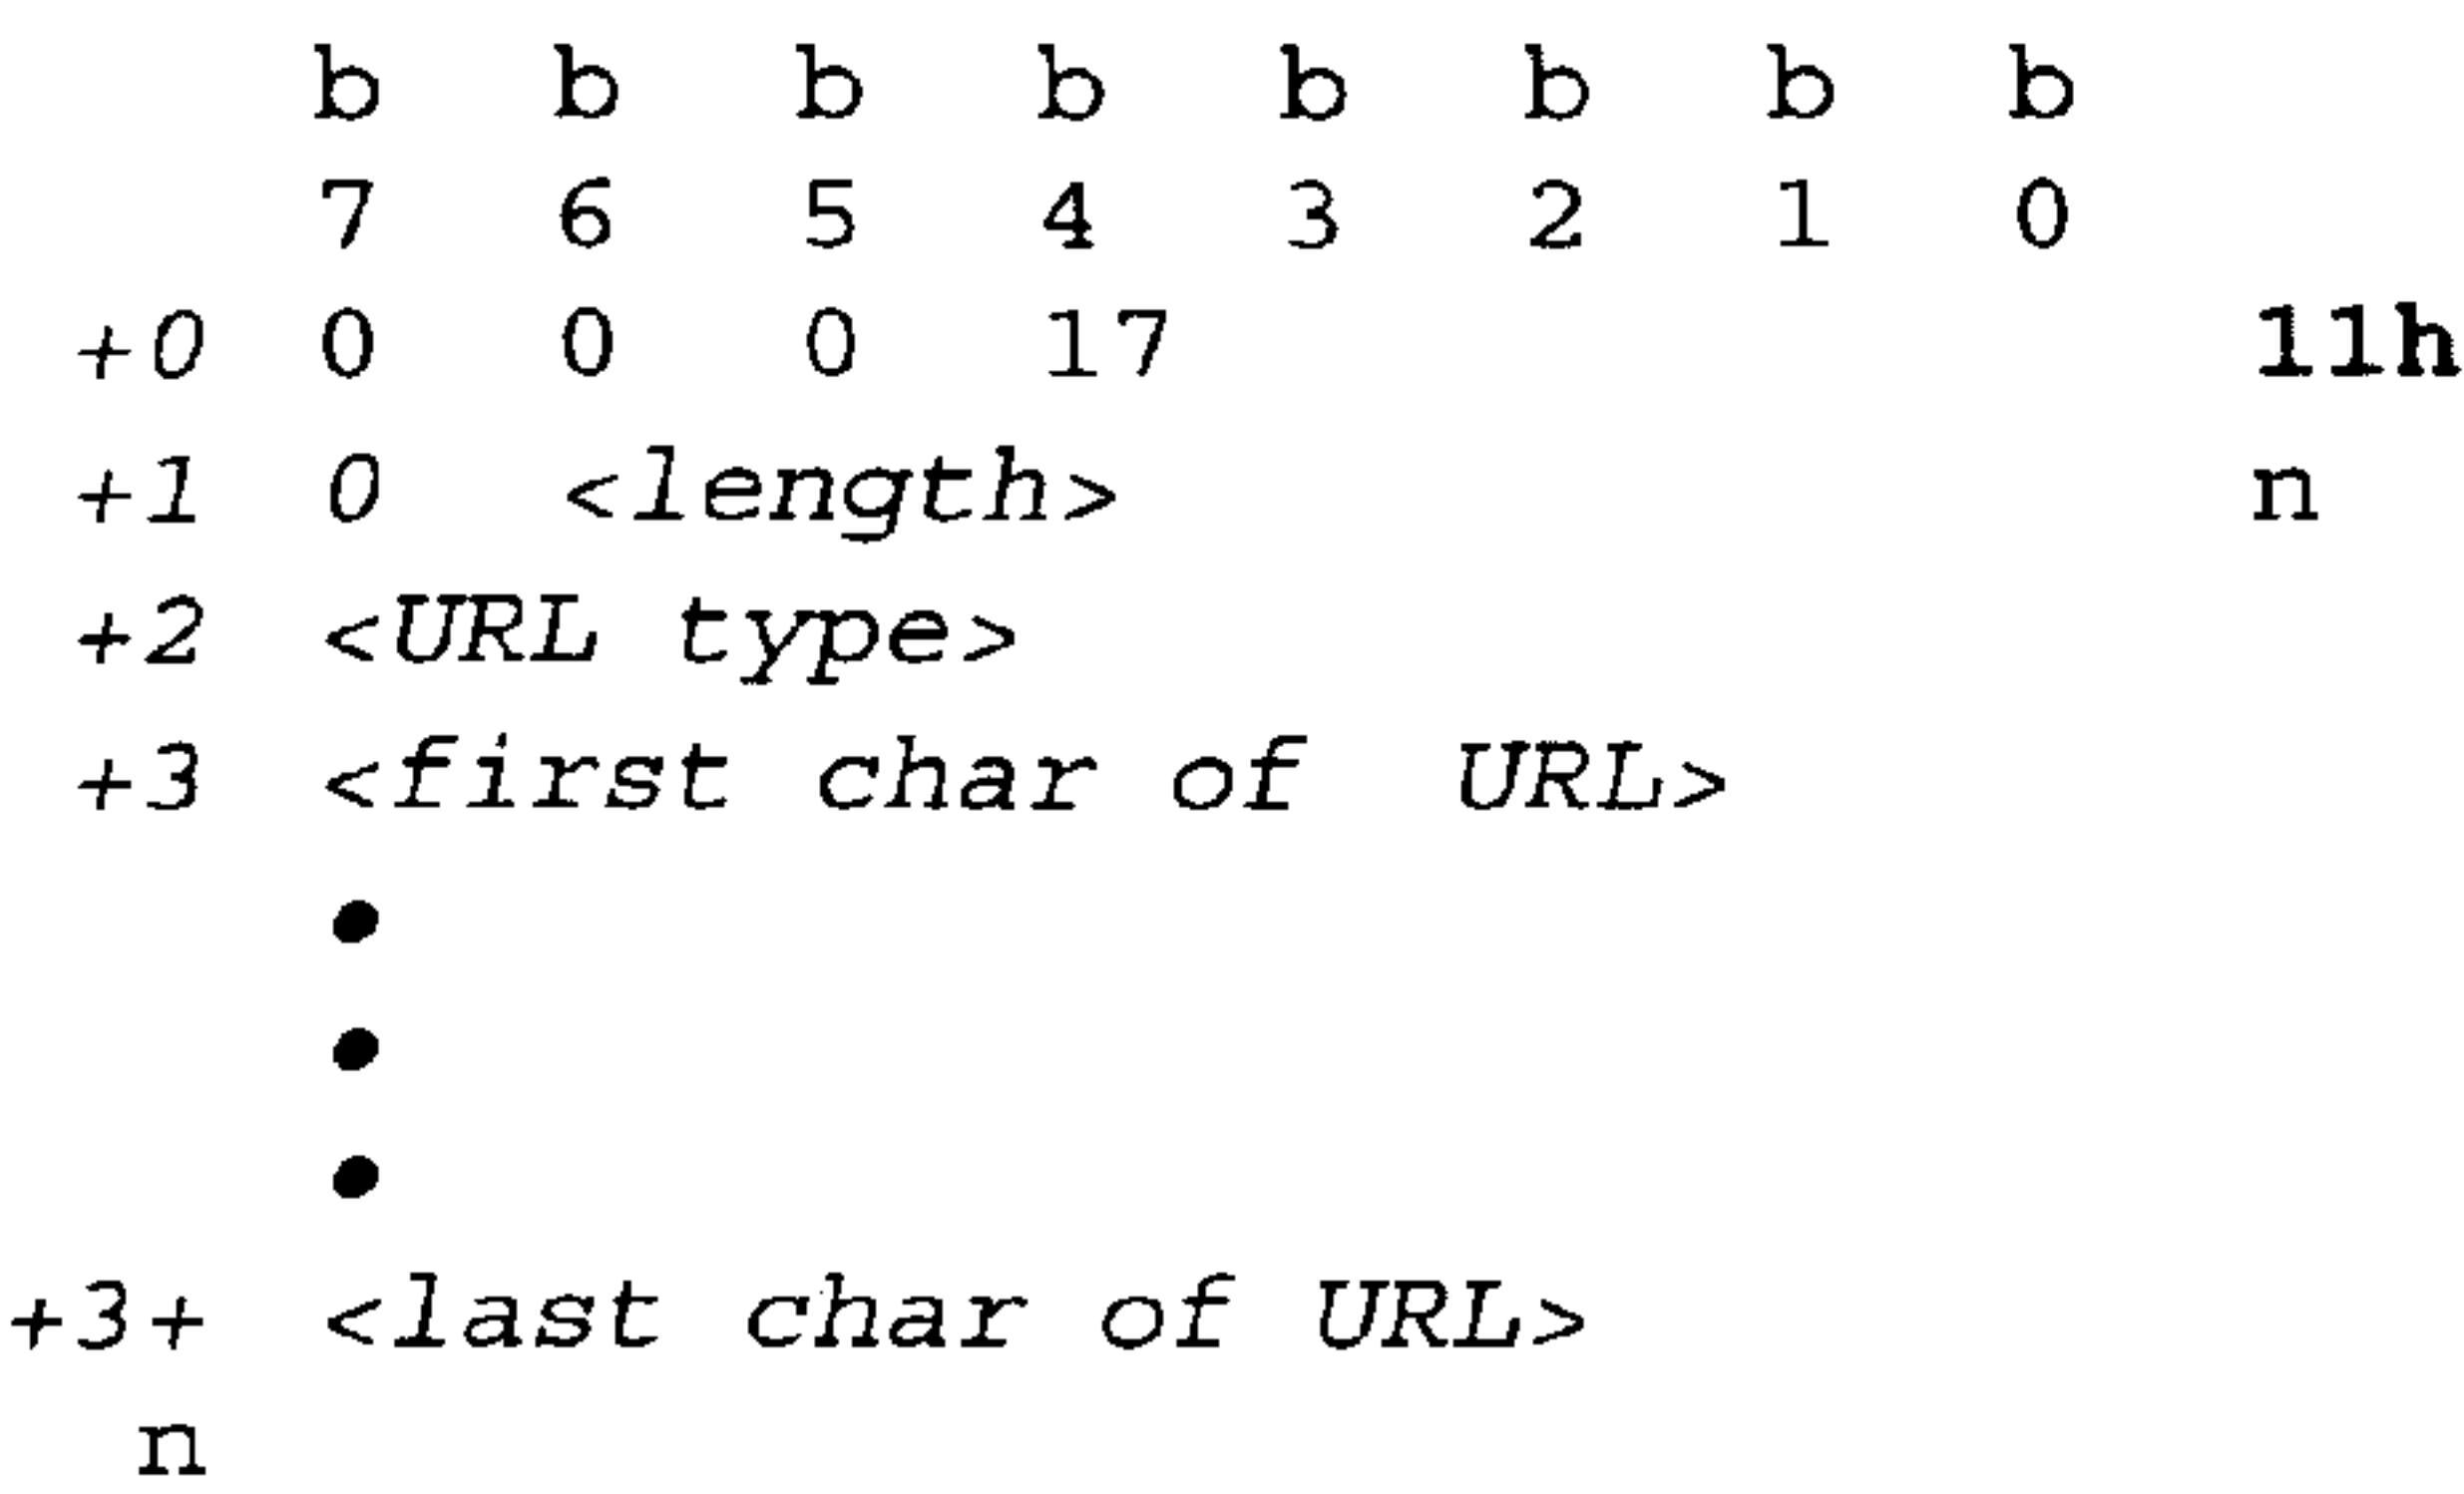 b b b b b b b b
7 6 5 4 3 2 1 0
+0 0 0 0 17 11h
+1 0 <length> n
+2 <URL type>
+3 <first char of URL>
•
•
•
+3+ <last char of URL>
n